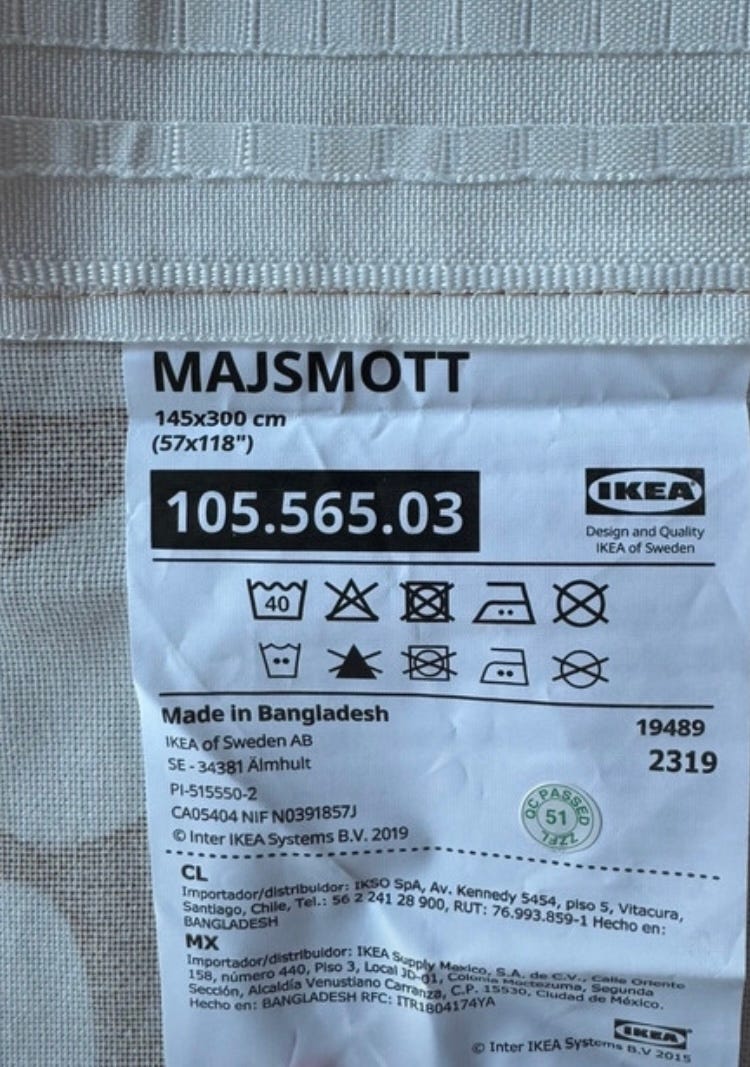 MAJSMOTT
145x300 cm
(57x118")
105.565.03
IKEA
Design and Quality
IKEA of Sweden
40
Made in Bangladesh
19489
IKEA of Sweden AB
2319
SE - 34381 Älmhult
PI-515550-2
CA05404 NIF N0391857J
© Inter IKEA Systems B.V. 2019
QC PASSED
51
ZZFL
CL
Importador/distribuidor: IKSO SpA, Av. Kennedy 5454, piso 5, Vitacura,
Santiago, Chile, Tel.: 56 2 241 28 900, RUT: 76.993.859-1 Hecho en:
BANGLADESH
MX
Importador/distribuidor: IKEA Supply Mexico, S.A. de C.V., Calle Oriente
158, número 440, Piso 3, Local JD-01, Colonia Moctezuma, Segunda
Sección, Alcaldía Venustiano Carranza, C.P. 15530, Ciudad de México.
Hecho en: BANGLADESH RFC: ITR1804174YA
IKEA
© Inter IKEA Systems B.V 2015